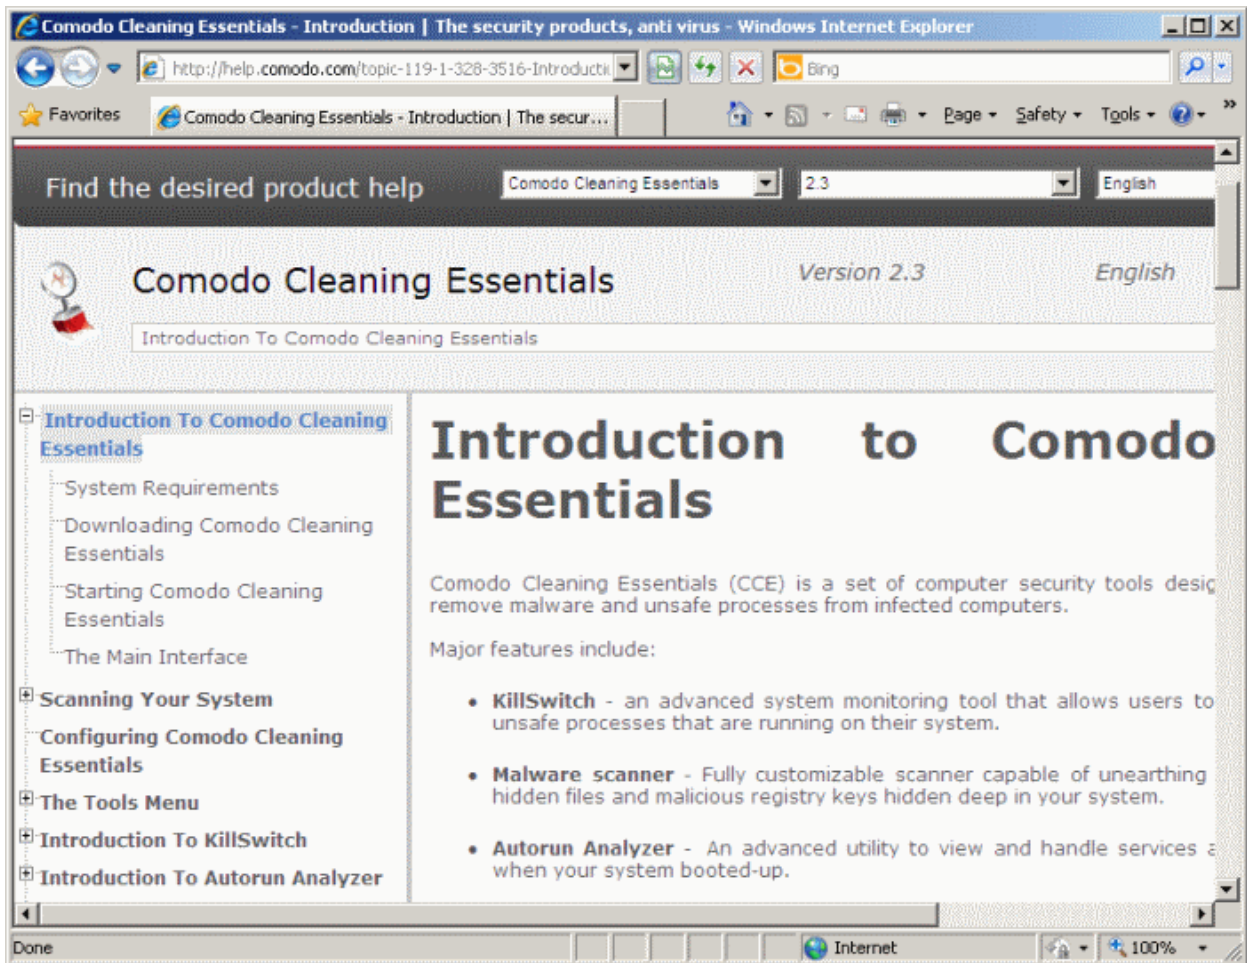 Comodo Cleaning Essentials - Introduction | The security products, anti virus - Windows Internet Explorer
http://help.comodo.com/topic-119-1-328-3516-Introducti
Bing
Favorites
Comodo Cleaning Essentials - Introduction | The secur...
Page
Safety
Tools
Find the desired product help
Comodo Cleaning Essentials
2.3
English
Comodo Cleaning Essentials
Version 2.3
English
Introduction To Comodo Cleaning Essentials
Introduction To Comodo Cleaning
Essentials
System Requirements
Downloading Comodo Cleaning
Essentials
Starting Comodo Cleaning
Essentials
The Main Interface
Scanning Your System
Configuring Comodo Cleaning
Essentials
The Tools Menu
Introduction To KillSwitch
Introduction To Autorun Analyzer
Introduction to Comodo
Essentials
Comodo Cleaning Essentials (CCE) is a set of computer security tools desig
remove malware and unsafe processes from infected computers.
Major features include:
• KillSwitch - an advanced system monitoring tool that allows users to
unsafe processes that are running on their system.
• Malware scanner - Fully customizable scanner capable of unearthing
hidden files and malicious registry keys hidden deep in your system.
• Autorun Analyzer - An advanced utility to view and handle services a
when your system booted-up.
Done
Internet
100%